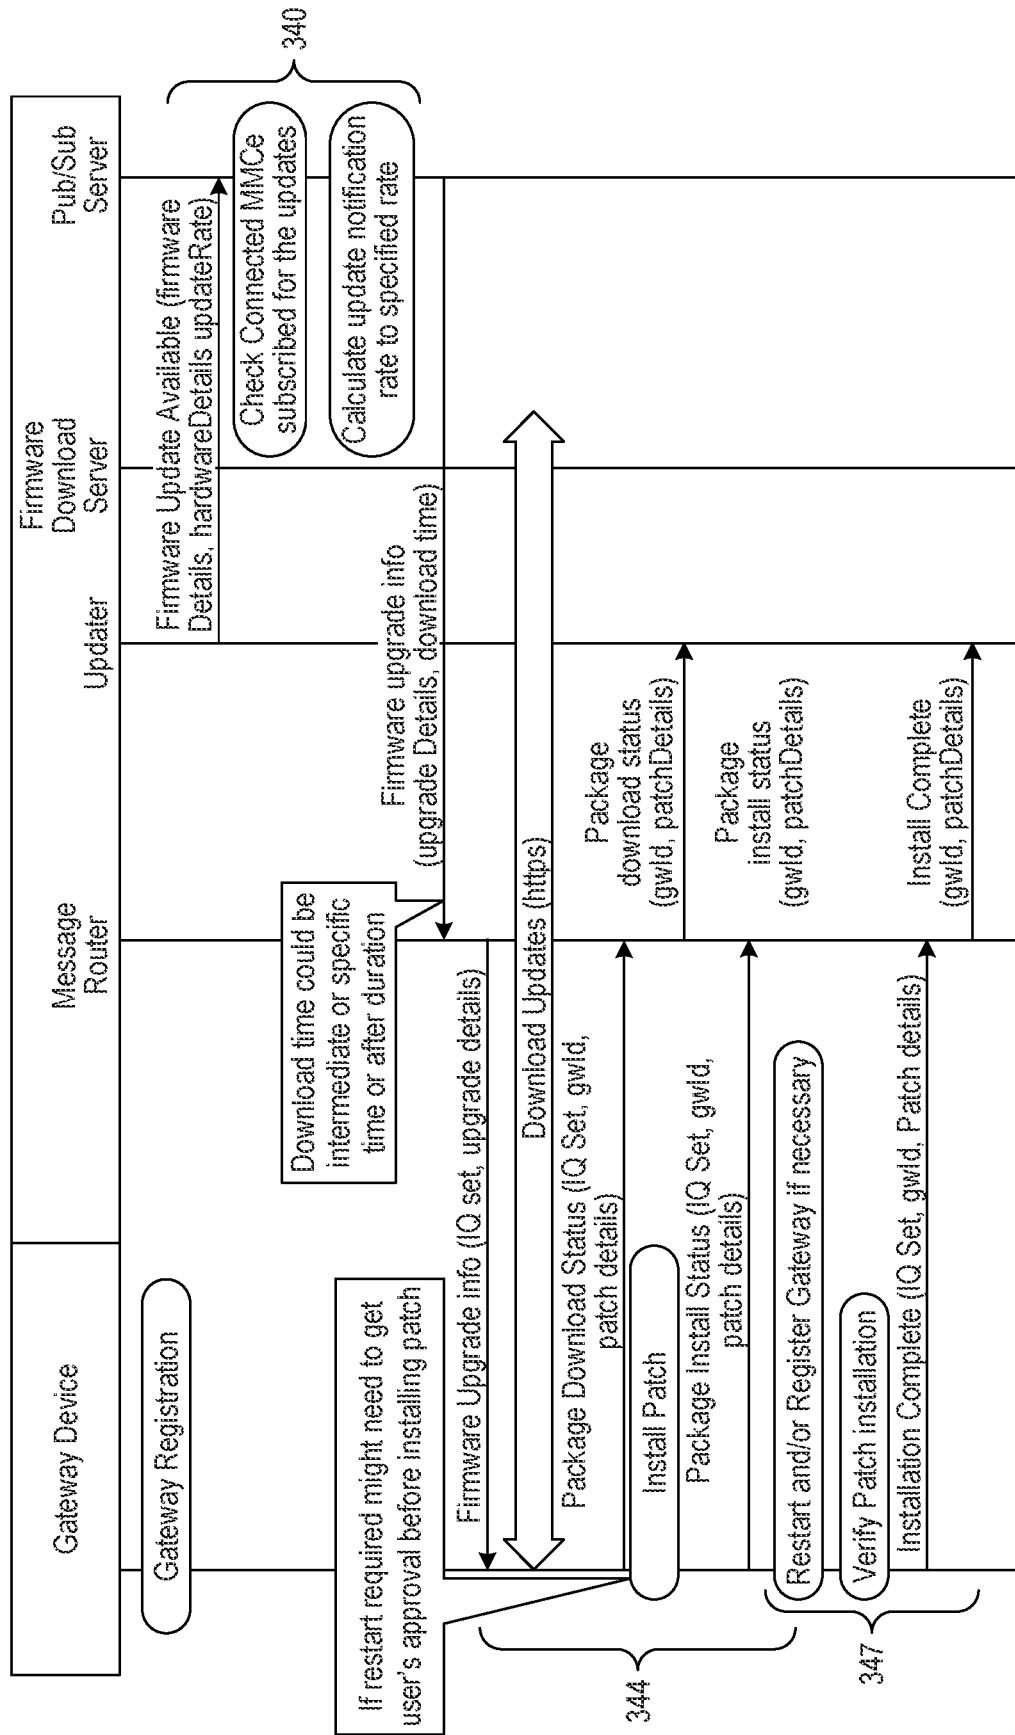 Gateway Device
Message
Router
Updater
Firmware
Download
Server
Pub/Sub
Server
Gateway Registration
Firmware Update Available (firmware
Details, hardwareDetails updateRate)
Check Connected MMCe
subscribed for the updates
Calculate update notification
rate to specified rate
340
Download time could be
intermediate or specific
time or after duration
Firmware upgrade info
(upgrade Details, download time)
If restart required might need to get
user's approval before installing patch
Firmware Upgrade info (IQ set, upgrade details)
Download Updates (https)
Package Download Status (IQ Set, gwId,
patch details)
Package
download status
(gwId, patchDetails)
Install Patch
Package Install Status (IQ Set, gwId,
patch details)
Package
install status
(gwId, patchDetails)
344
Restart and/or Register Gateway if necessary
Verify Patch installation
Installation Complete (IQ Set, gwId, Patch details)
Install Complete
(gwId, patchDetails)
347